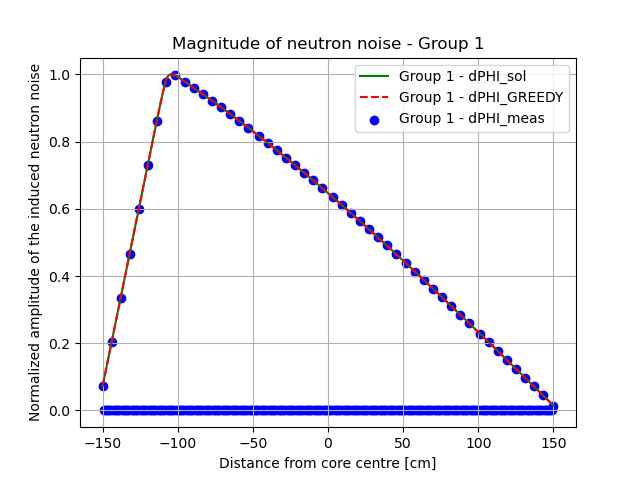 Magnitude of neutron noise - Group 1
Normalized amplitude of the induced neutron noise
1.0
0.8
0.6
0.4
0.2
0.0
Group 1 - dPHI_sol
Group 1 - dPHI_GREEDY
Group 1 - dPHI_meas
−150
−100
−50
0
50
100
150
Distance from core centre [cm]